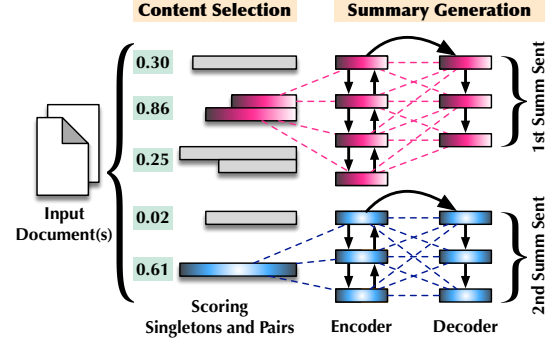 Content Selection
Summary Generation
0.30
0.86
0.25
0.02
0.61
Input
Document(s)
Scoring
Singletons and Pairs
Encoder
Decoder
1st Summ Sent
2nd Summ Sent